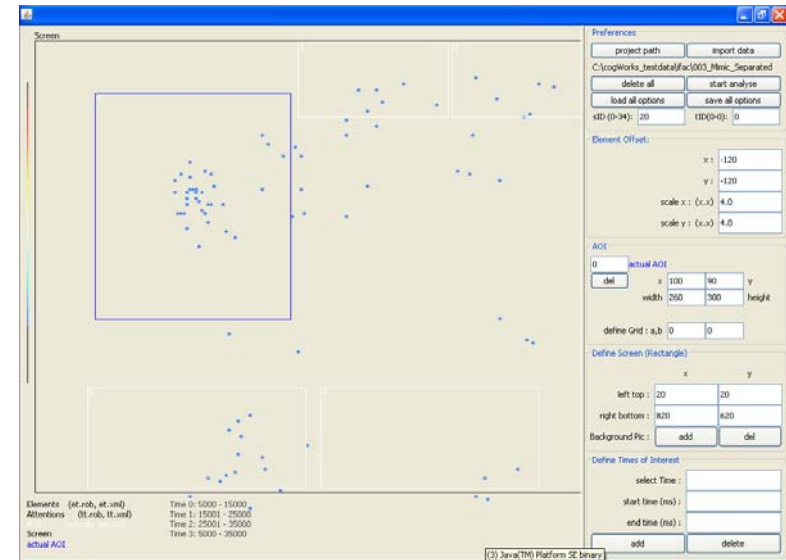 Screen
Preferences
project path import data
C:\cogWorks_testdata\ifac\003_Mimic_Separated
delete all start analyse
load all options save all options
sID (0-34): 20 tID(0-0): 0
Element Offset:
x : -120
y : -120
scale x : (x.x) 4.0
scale y : (x.x) 4.0
AOI
0 actual AOI
del x 100 90 y
width 260 300 height
define Grid : a,b 0 0
Define Screen (Rectangle)
x y
left top : 20 20
right bottom : 820 620
Background Pic : add del
Define Times of Interest
select Time :
start time (ms) :
end time (ms) :
add delete
Elements (et.rob, et.xml) Time 0: 5000 - 15000
Attentions (tt.rob, tt.xml) Time 1: 15001 - 25000
Time 2: 25001 - 35000
Screen Time 3: 5000 - 35000
actual AOI
(3) Java(TM) Platform SE binary